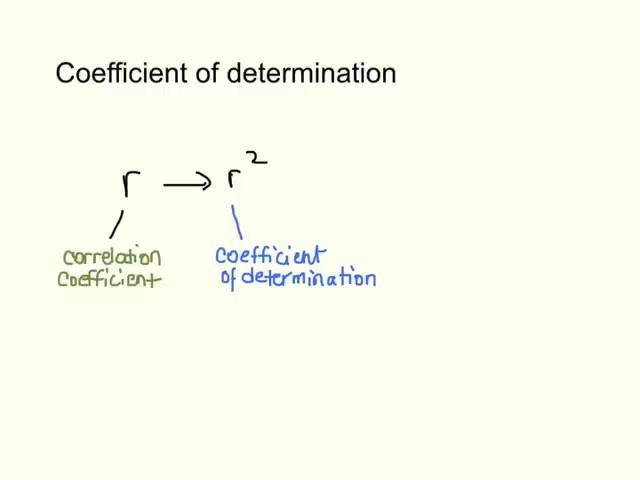 Coefficient of determination
r → r²
correlation coefficient
coefficient of determination